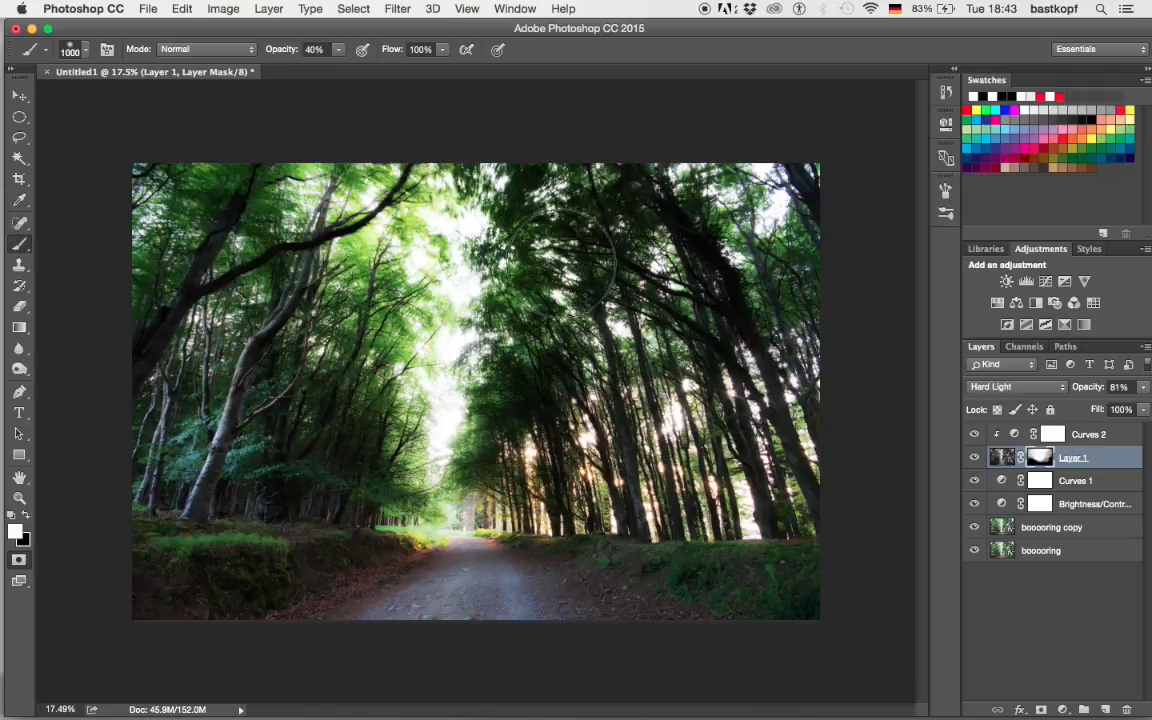 Photoshop CC File Edit Image Layer Type Select Filter 3D View Window Help 83% Tue 18:43 bastkopf
Adobe Photoshop CC 2015
1000 Mode: Normal Opacity: 40% Flow: 100% Essentials
× Untitled1 @ 17.5% (Layer 1, Layer Mask/8) *
Swatches
Libraries Adjustments Styles
Add an adjustment
Layers Channels Paths
Kind
Hard Light Opacity: 81%
Lock: Fill: 100%
Curves 2
Layer 1
Curves 1
Brightness/Contr...
booooring copy
booooring
17.49% Doc: 45.9M/152.0M